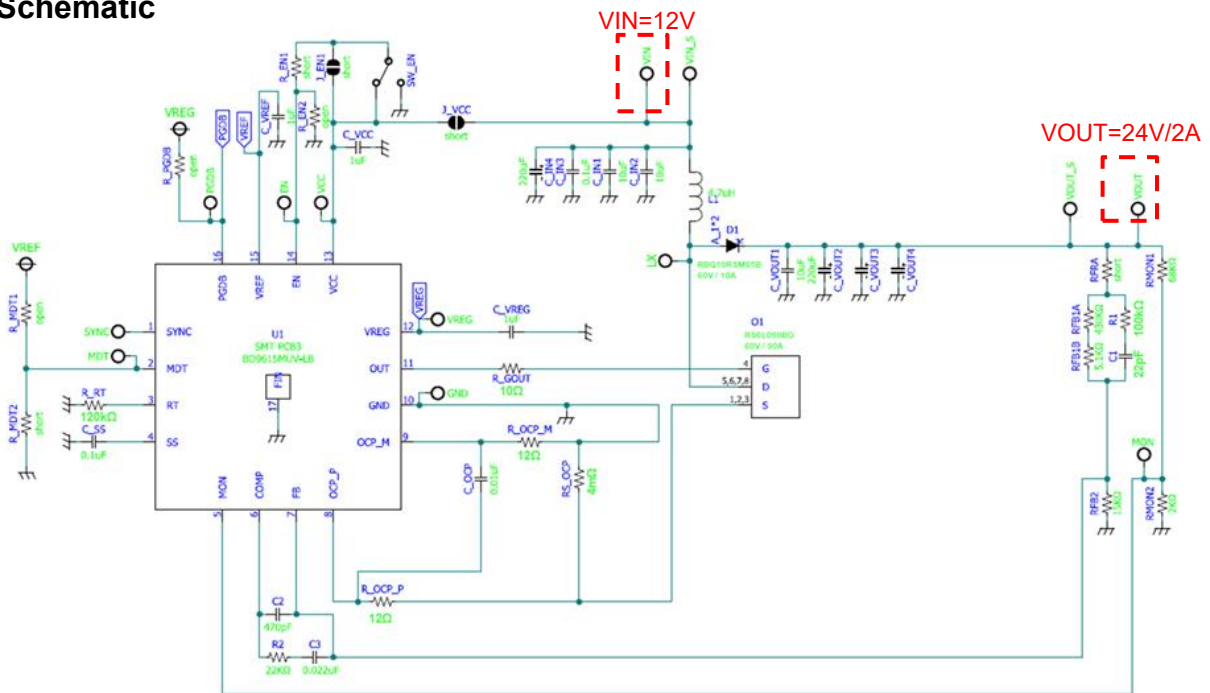 Schematic
VIN=12V
VOUT=24V/2A
VIN
VIN_S
R_EN1
short
J_EN1
short
SW_EN
VREG
PGDB
VREF
C_VREF
1uF
R_EN2
open
J_VCC
short
C_VCC
1uF
R_PGDB
open
PGDB
EN
VCC
220uF
C_IN4
C_IN3
0.1uF
C_IN1
10uF
C_IN2
10uF
VOUT_S
VOUT
D1
60V / 10A
LX
C_VOUT1
10uF
220uF
C_VOUT2
C_VOUT3
C_VOUT4
RFRA
short
RMON1
68KΩ
VREF
R_MDT1
open
16
15
14
13
PGDB
VREF
EN
VCC
SYNC
1
SYNC
MDT
2
MDT
U1
SMT PCB3
BD9615MUV-LB
FIN
17
VREG
12
VREG
VREG
C_VREG
1uF
OUT
11
R_GOUT
10Ω
GND
10
GND
R_RT
120kΩ
3
RT
C_SS
0.1uF
4
SS
R_MDT2
short
OCP_M
9
R_OCP_M
12Ω
C_OCP
0.01uF
RS_OCP
4mΩ
60V / 90A
4
G
5,6,7,8
D
1,2,3
S
RFB1A
430KΩ
R1
100kΩ
RFB1B
5.1KΩ
C1
22pF
MON
RFB2
15KΩ
RMON2
2KΩ
MON
COMP
FB
OCP_P
5
6
7
8
R_OCP_P
12Ω
C2
470pF
R2
22KΩ
C3
0.022uF